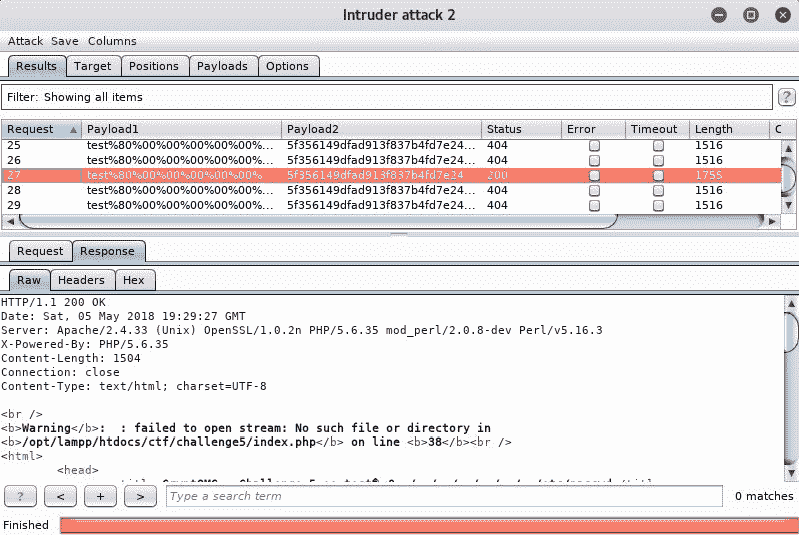 Intruder attack 2
Attack Save Columns
Results Target Positions Payloads Options
Filter: Showing all items ?
Request Payload1 Payload2 Status Error Timeout Length C
25 test%80%00%00%00%00%00%... 5f356149dfad913f837b4fd7e24... 404 1516
26 test%80%00%00%00%00%00%... 5f356149dfad913f837b4fd7e24... 404 1516
27 test%80%00%00%00%00%00% 5f356149dfad913f837b4fd7e24 200 1755
28 test%80%00%00%00%00%00%... 5f356149dfad913f837b4fd7e24... 404 1516
29 test%80%00%00%00%00%00%... 5f356149dfad913f837b4fd7e24... 404 1516
Request Response
Raw Headers Hex
HTTP/1.1 200 OK
Date: Sat, 05 May 2018 19:29:27 GMT
Server: Apache/2.4.33 (Unix) OpenSSL/1.0.2n PHP/5.6.35 mod_perl/2.0.8-dev Perl/v5.16.3
X-Powered-By: PHP/5.6.35
Content-Length: 1504
Connection: close
Content-Type: text/html; charset=UTF-8
<br />
<b>Warning</b>:  : failed to open stream: No such file or directory in
<b>/opt/lampp/htdocs/ctf/challenge5/index.php</b> on line <b>38</b><br />
<html>
<head>
? < + > Type a search term 0 matches
Finished